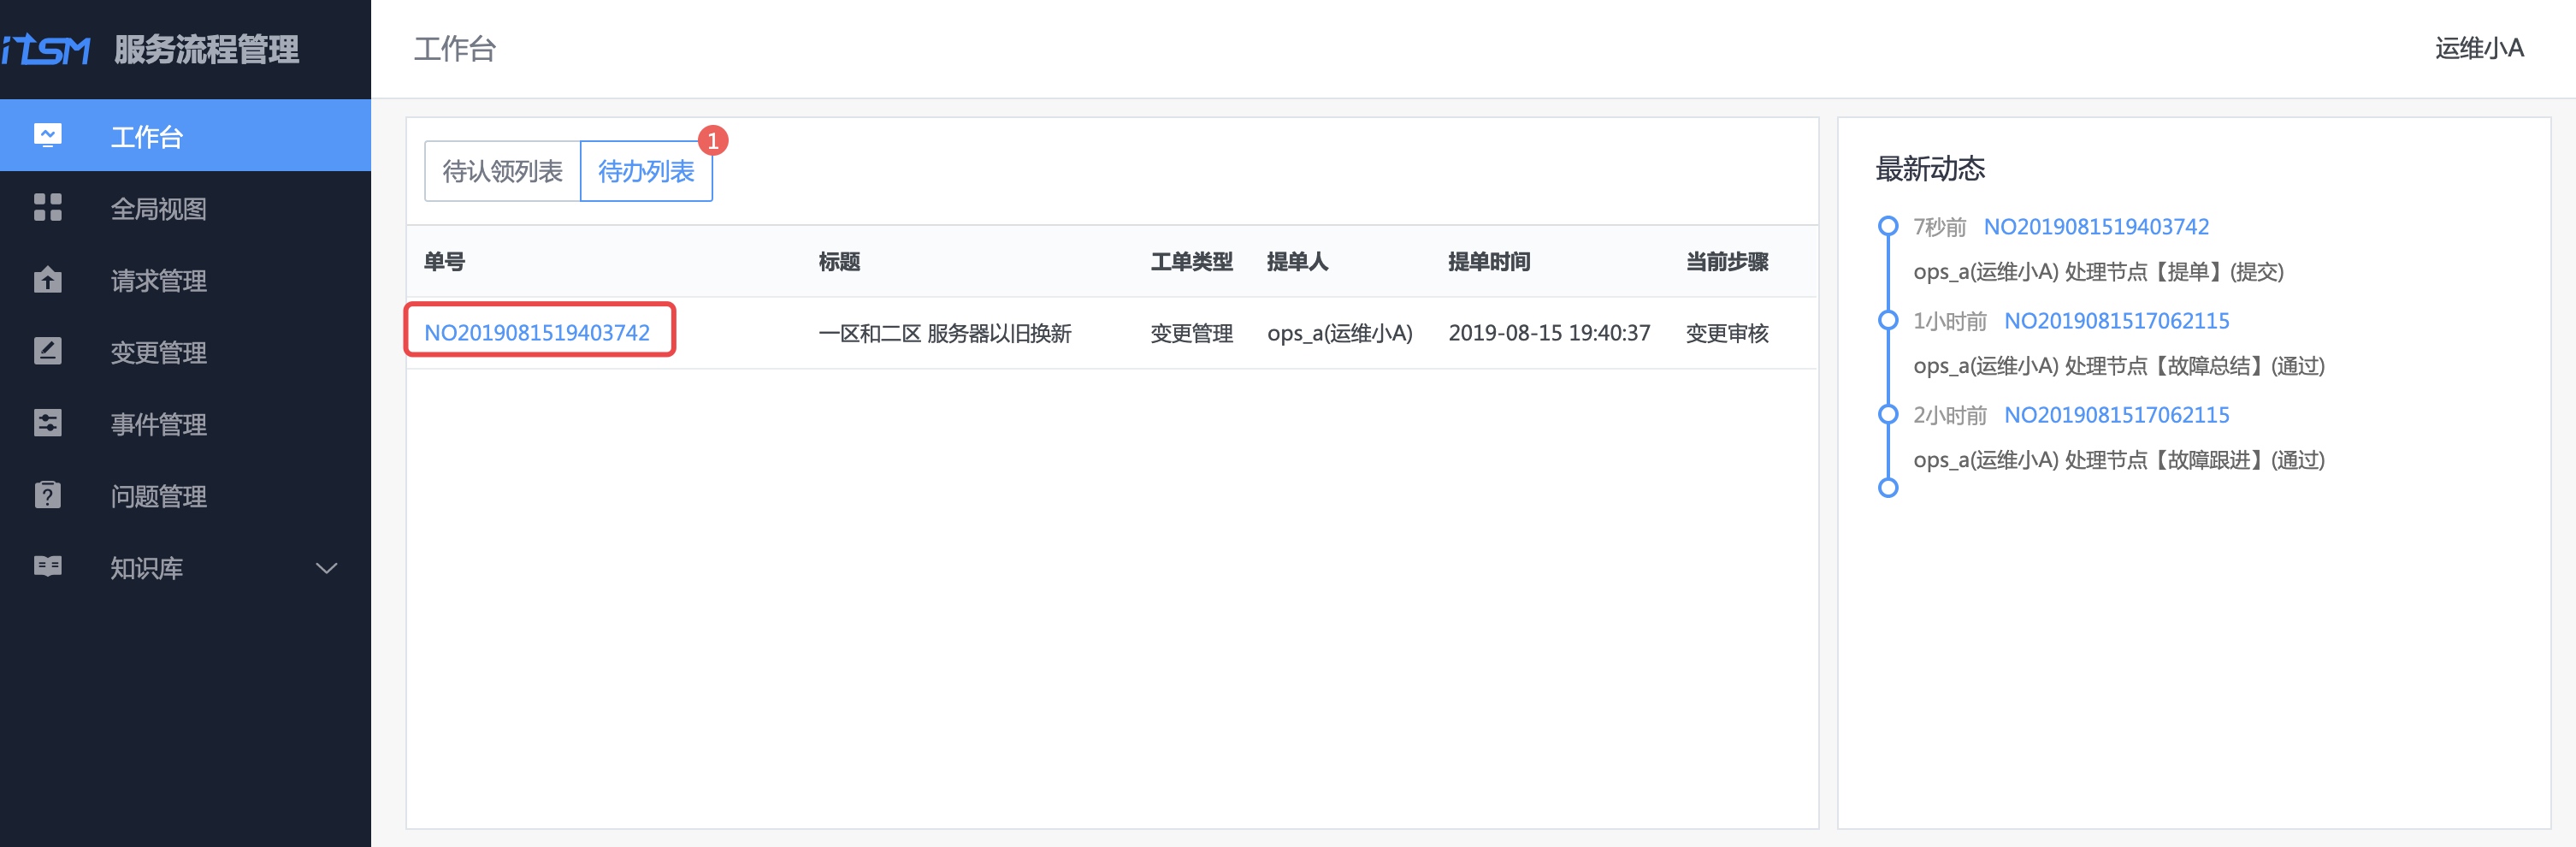 iTSM 服务流程管理
工作台
全局视图
请求管理
变更管理
事件管理
问题管理
知识库
工作台
运维小A
待认领列表 待办列表 1
单号 标题 工单类型 提单人 提单时间 当前步骤
NO2019081519403742 一区和二区 服务器以旧换新 变更管理 ops_a(运维小A) 2019-08-15 19:40:37 变更审核
最新动态
7秒前 NO2019081519403742
ops_a(运维小A) 处理节点【提单】(提交)
1小时前 NO2019081517062115
ops_a(运维小A) 处理节点【故障总结】(通过)
2小时前 NO2019081517062115
ops_a(运维小A) 处理节点【故障跟进】(通过)